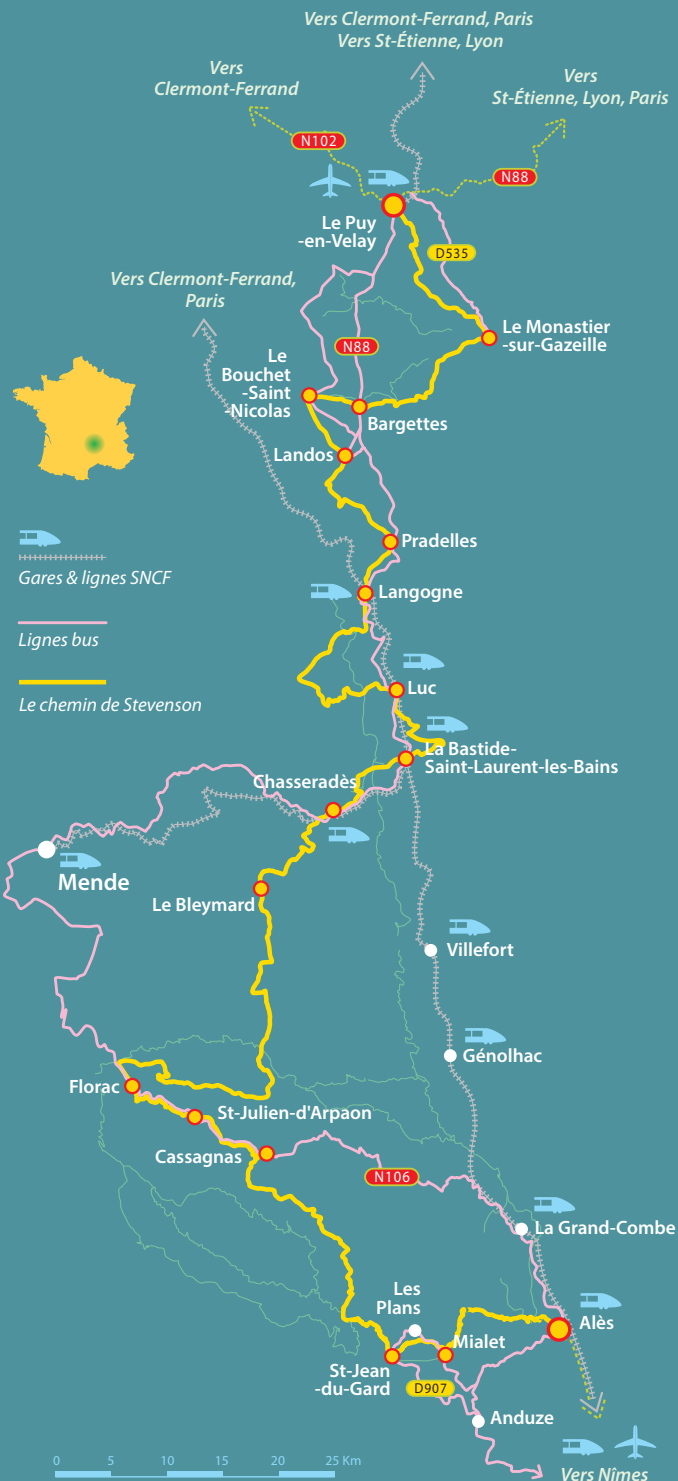 Vers Clermont-Ferrand, Paris
Vers St-Étienne, Lyon
Vers
Clermont-Ferrand
Vers
St-Étienne, Lyon, Paris
N102
N88
Le Puy
-en-Velay
D535
Vers Clermont-Ferrand,
Paris
Le Monastier
-sur-Gazeille
N88
Le
Bouchet
-Saint
-Nicolas
Bargettes
Landos
Pradelles
Gares & lignes SNCF
Langogne
Lignes bus
Luc
Le chemin de Stevenson
La Bastide-
Saint-Laurent-les-Bains
Chasseradès
Mende
Le Bleymard
Villefort
Génolhac
Florac
St-Julien-d'Arpaon
Cassagnas
N106
La Grand-Combe
Les
Plans
Alès
Mialet
St-Jean
-du-Gard
D907
Anduze
0 5 10 15 20 25 Km
Vers Nîmes